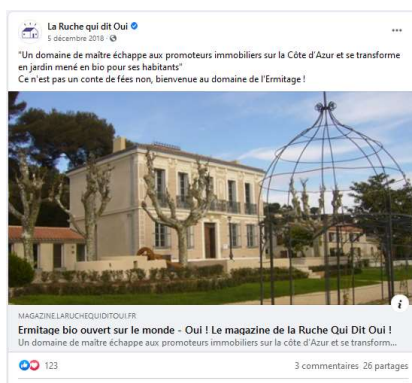 La Ruche qui dit Oui
5 décembre 2018 ·
"Un domaine de maître échappe aux promoteurs immobiliers sur la Côte d'Azur et se transforme
en jardin mené en bio pour ses habitants"
Ce n'est pas un conte de fées non, bienvenue au domaine de l'Ermitage !
i
MAGAZINE.LARUCHEQUIDITOUI.FR
Ermitage bio ouvert sur le monde - Oui ! Le magazine de la Ruche Qui Dit Oui !
Un domaine de maître échappe aux promoteurs immobiliers sur la Côte d'Azur et se transform...
123
3 commentaires 26 partages